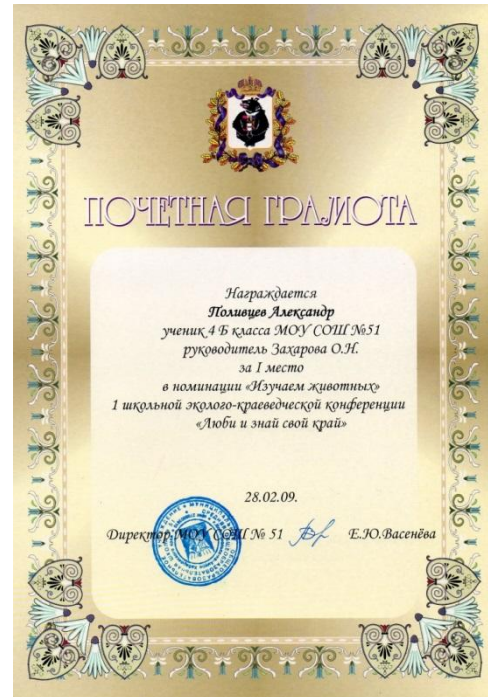 ПОЧЕТНАЯ ГРАМОТА
Награждается
Поливцев Александр
ученик 4 Б класса МОУ СОШ №51
руководитель Захарова О.Н.
за I место
в номинации «Изучаем животных»
1 школьной эколого-краеведческой конференции
«Люби и знай свой край»
28.02.09.
Директор МОУ СОШ № 51 Е.Ю.Васенёва